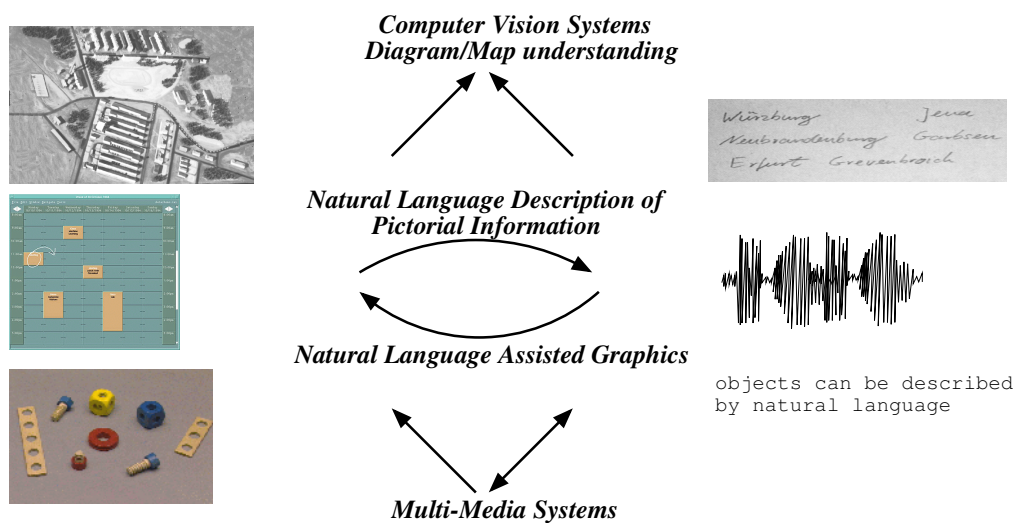 Computer Vision Systems
Diagram/Map understanding
Würzburg Jena
Neubrandenburg Garbsen
Erfurt Grevenbroich
Natural Language Description of
Pictorial Information
Natural Language Assisted Graphics
objects can be described
by natural language
Multi-Media Systems